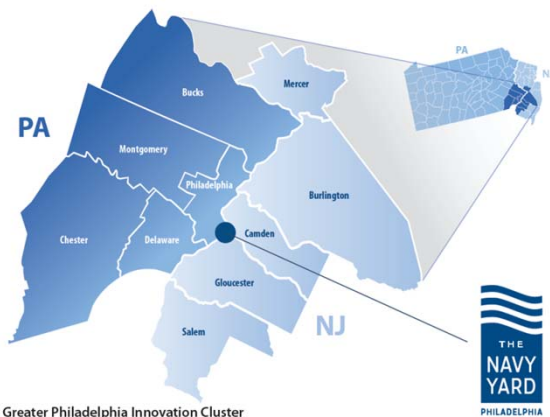 PA
N
Mercer
Bucks
PA
Montgomery
Philadelphia
Burlington
Chester
Delaware
Camden
Gloucester
Salem
NJ
THE
NAVY
YARD
PHILADELPHIA
Greater Philadelphia Innovation Cluster